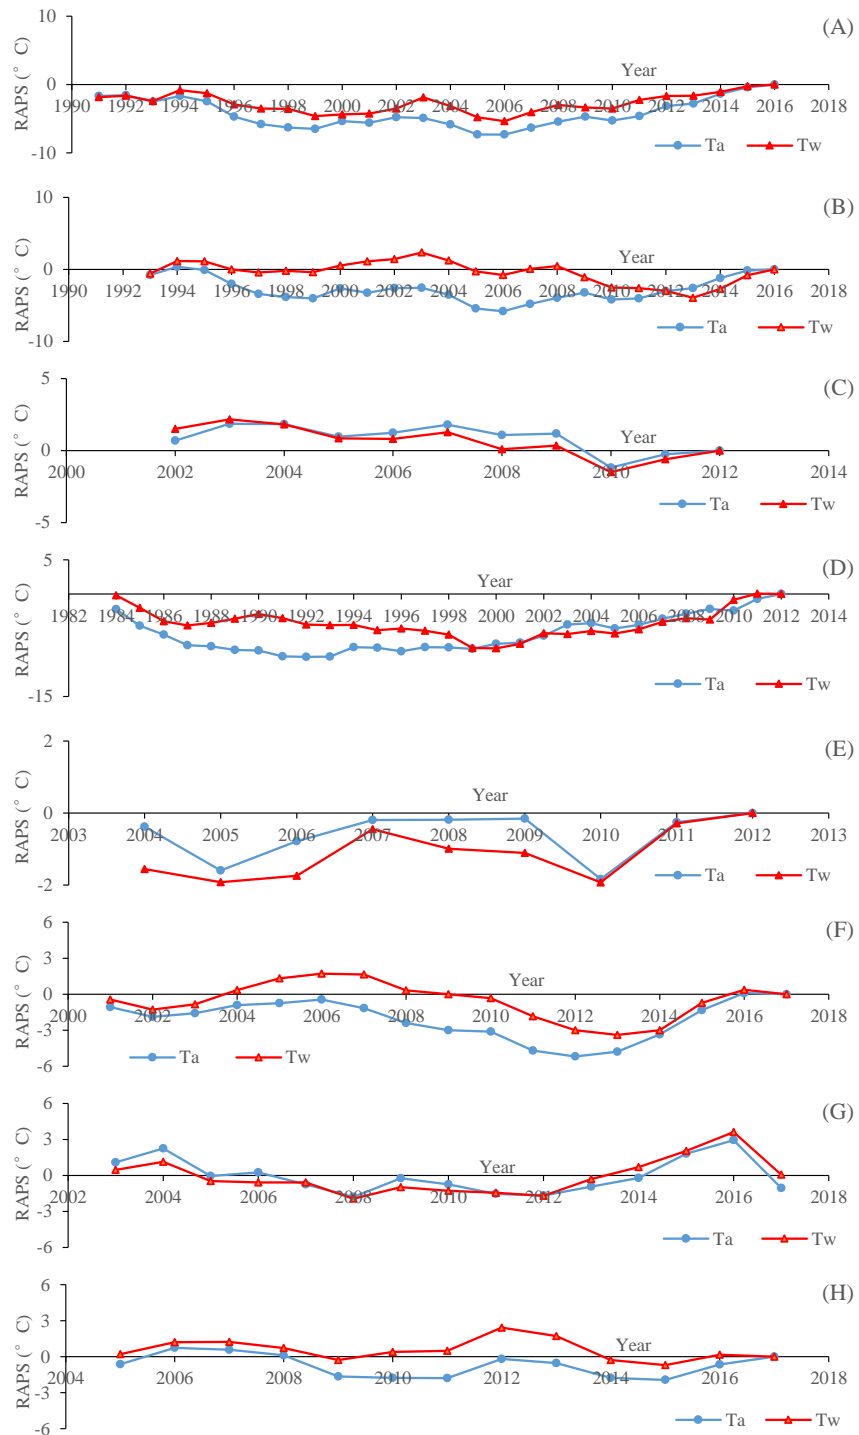 10
(A)
RAPS (° C)
Year
0
1990 1992 1994 1996 1998 2000 2002 2004 2006 2008 2010 2012 2014 2016 2018
Ta Tw
-10
10
(B)
RAPS (° C)
Year
0
1990 1992 1994 1996 1998 2000 2002 2004 2006 2008 2010 2012 2014 2016 2018
Ta Tw
-10
5
(C)
RAPS (° C)
Year
0
2000 2002 2004 2006 2008 2010 2012 2014
Ta Tw
-5
5
(D)
RAPS (° C)
Year
1982 1984 1986 1988 1990 1992 1994 1996 1998 2000 2002 2004 2006 2008 2010 2012 2014
Ta Tw
-15
2
(E)
RAPS (° C)
Year
0
2003 2004 2005 2006 2007 2008 2009 2010 2011 2012 2013
Ta Tw
-2
6
(F)
3
RAPS (° C)
Year
0
2000 2002 2004 2006 2008 2010 2012 2014 2016 2018
-3
Ta Tw
-6
6
(G)
3
RAPS (° C)
Year
0
2002 2004 2006 2008 2010 2012 2014 2016 2018
-3
Ta Tw
-6
6
(H)
3
RAPS (° C)
Year
0
2004 2006 2008 2010 2012 2014 2016 2018
-3
Ta Tw
-6